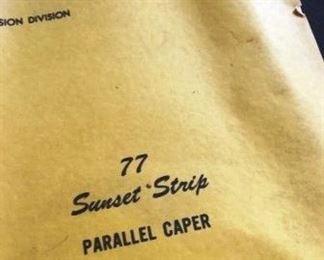 SION DIVISION
77
Sunset Strip
PARALLEL CAPER